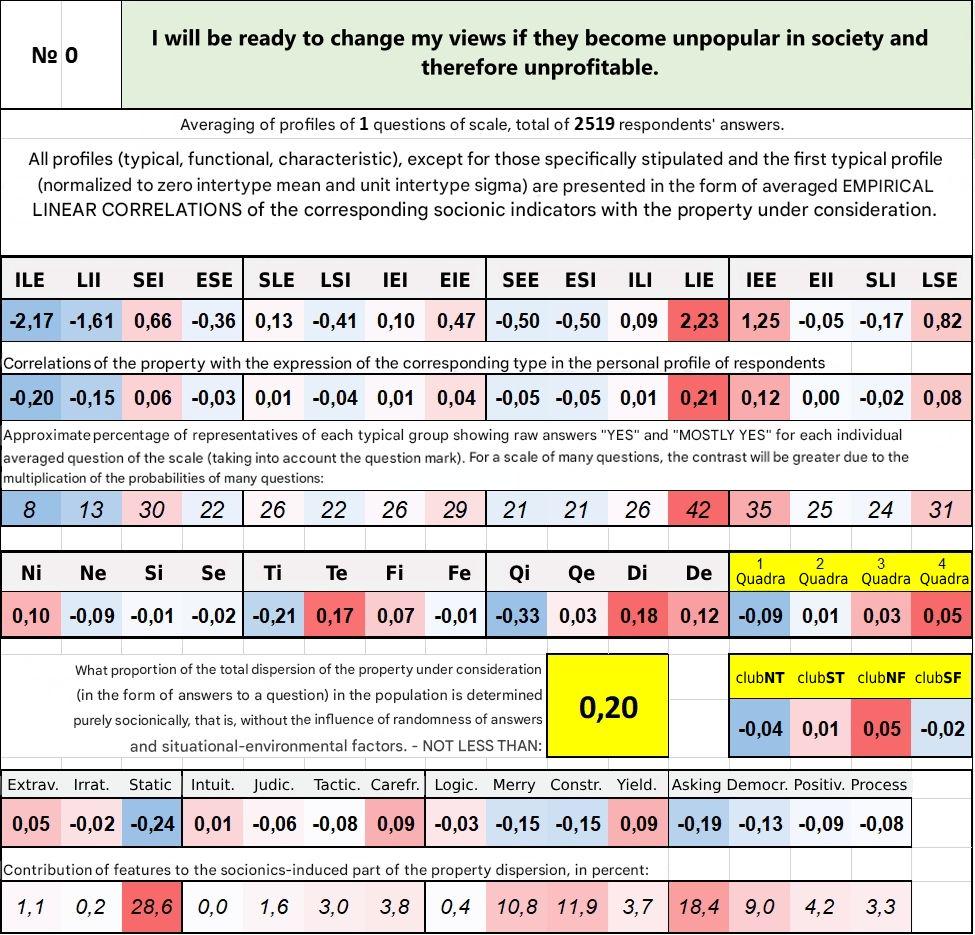 № 0
I will be ready to change my views if they become unpopular in society and
therefore unprofitable.
Averaging of profiles of 1 questions of scale, total of 2519 respondents' answers.
All profiles (typical, functional, characteristic), except for those specifically stipulated and the first typical profile
(normalized to zero intertype mean and unit intertype sigma) are presented in the form of averaged EMPIRICAL
LINEAR CORRELATIONS of the corresponding socionic indicators with the property under consideration.
ILE LII SEI ESE SLE LSI IEI EIE SEE ESI ILI LIE IEE EII SLI LSE
-2,17 -1,61 0,66 -0,36 0,13 -0,41 0,10 0,47 -0,50 -0,50 0,09 2,23 1,25 -0,05 -0,17 0,82
Correlations of the property with the expression of the corresponding type in the personal profile of respondents
-0,20 -0,15 0,06 -0,03 0,01 -0,04 0,01 0,04 -0,05 -0,05 0,01 0,21 0,12 0,00 -0,02 0,08
Approximate percentage of representatives of each typical group showing raw answers "YES" and "MOSTLY YES" for each individual
averaged question of the scale (taking into account the question mark). For a scale of many questions, the contrast will be greater due to the
multiplication of the probabilities of many questions:
8 13 30 22 26 22 26 29 21 21 26 42 35 25 24 31
Ni Ne Si Se Ti Te Fi Fe Qi Qe Di De 1 Quadra 2 Quadra 3 Quadra 4 Quadra
0,10 -0,09 -0,01 -0,02 -0,21 0,17 0,07 -0,01 -0,33 0,03 0,18 0,12 -0,09 0,01 0,03 0,05
What proportion of the total dispersion of the property under consideration
(in the form of answers to a question) in the population is determined
purely socionically, that is, without the influence of randomness of answers
and situational-environmental factors. - NOT LESS THAN:
0,20
clubNT clubST clubNF clubSF
-0,04 0,01 0,05 -0,02
Extrav. Irrat. Static Intuit. Judic. Tactic. Carefr. Logic. Merry Constr. Yield. Asking Democr. Positiv. Process
0,05 -0,02 -0,24 0,01 -0,06 -0,08 0,09 -0,03 -0,15 -0,15 0,09 -0,19 -0,13 -0,09 -0,08
Contribution of features to the socionics-induced part of the property dispersion, in percent:
1,1 0,2 28,6 0,0 1,6 3,0 3,8 0,4 10,8 11,9 3,7 18,4 9,0 4,2 3,3